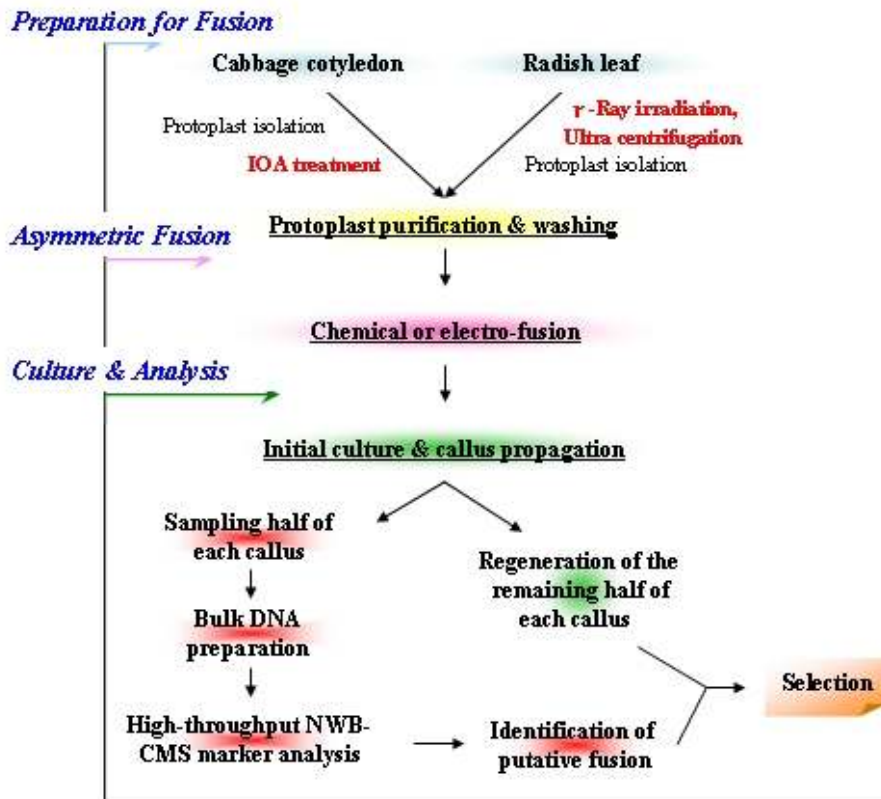 Preparation for Fusion
Cabbage cotyledon
Radish leaf
Protoplast isolation
IOA treatment
γ-Ray irradiation,
Ultra centrifugation
Protoplast isolation
Protoplast purification & washing
Asymmetric Fusion
Chemical or electro-fusion
Culture & Analysis
Initial culture & callus propagation
Sampling half of
each callus
Regeneration of the
remaining half of
each callus
Bulk DNA
preparation
Selection
High-throughput NWB-
CMS marker analysis
Identification of
putative fusion